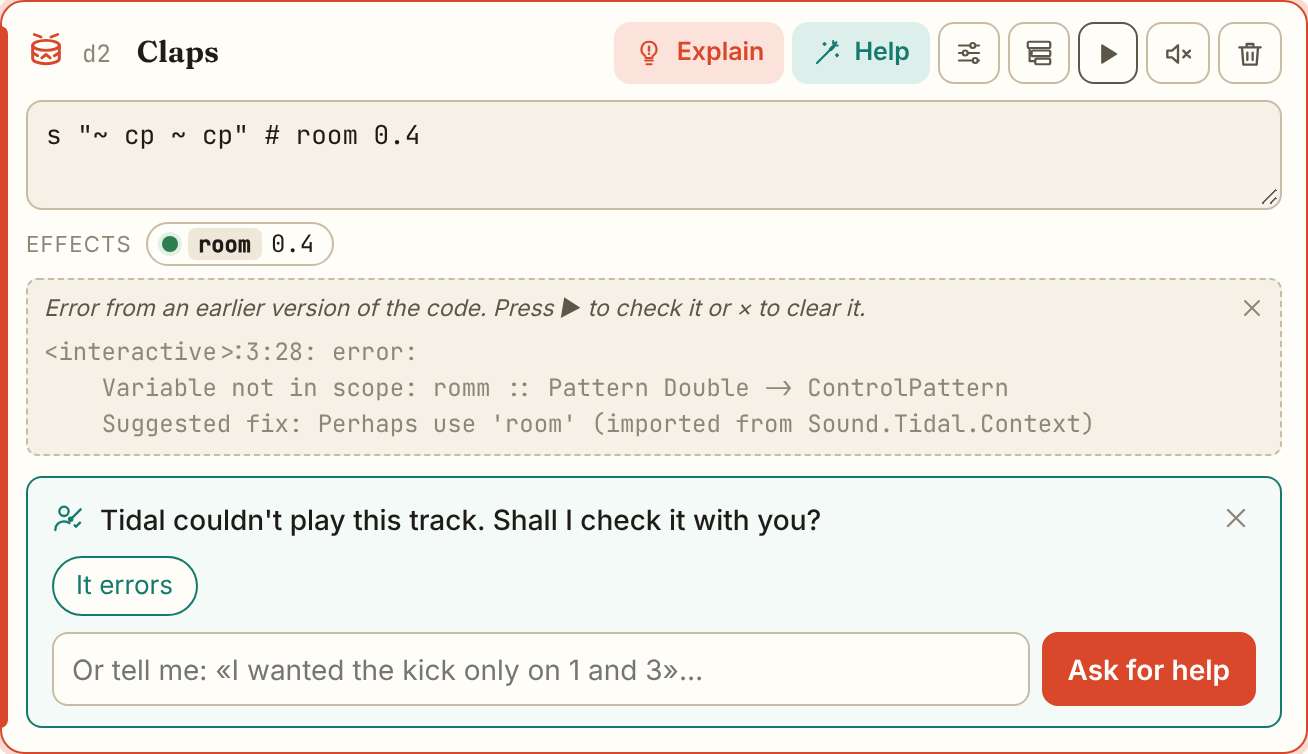 d2 Claps Explain Help
s "~ cp ~ cp" # room 0.4
EFFECTS room 0.4
Error from an earlier version of the code. Press ▶ to check it or × to clear it.
<interactive>:3:28: error:
Variable not in scope: romm :: Pattern Double -> ControlPattern
Suggested fix: Perhaps use 'room' (imported from Sound.Tidal.Context)
Tidal couldn't play this track. Shall I check it with you?
It errors
Or tell me: «I wanted the kick only on 1 and 3»...
Ask for help